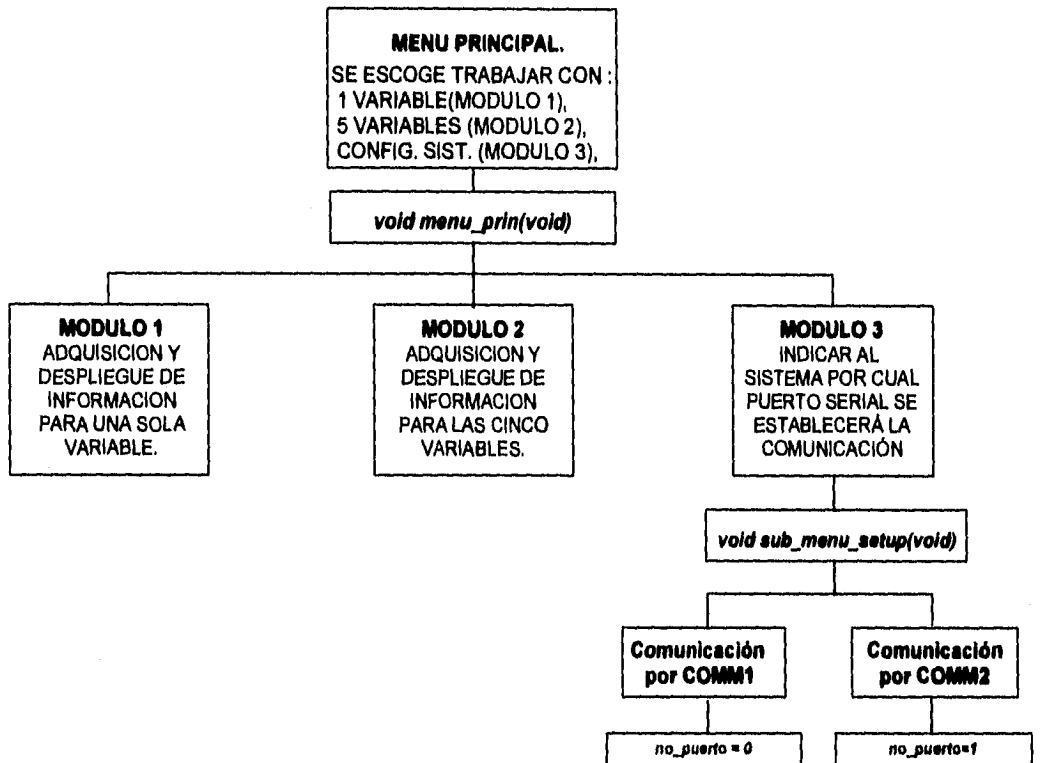 MENU PRINCIPAL.
SE ESCOGE TRABAJAR CON :
1 VARIABLE(MODULO 1),
5 VARIABLES (MODULO 2),
CONFIG. SIST. (MODULO 3),
void menu_prin(void)
MODULO 1
ADQUISICION Y
DESPLIEGUE DE
INFORMACION
PARA UNA SOLA
VARIABLE.
MODULO 2
ADQUISICION Y
DESPLIEGUE DE
INFORMACION
PARA LAS CINCO
VARIABLES.
MODULO 3
INDICAR AL
SISTEMA POR CUAL
PUERTO SERIAL SE
ESTABLECERÁ LA
COMUNICACIÓN
void sub_menu_setup(void)
Comunicación
por COMM1
Comunicación
por COMM2
no_puerto = 0
no_puerto=1